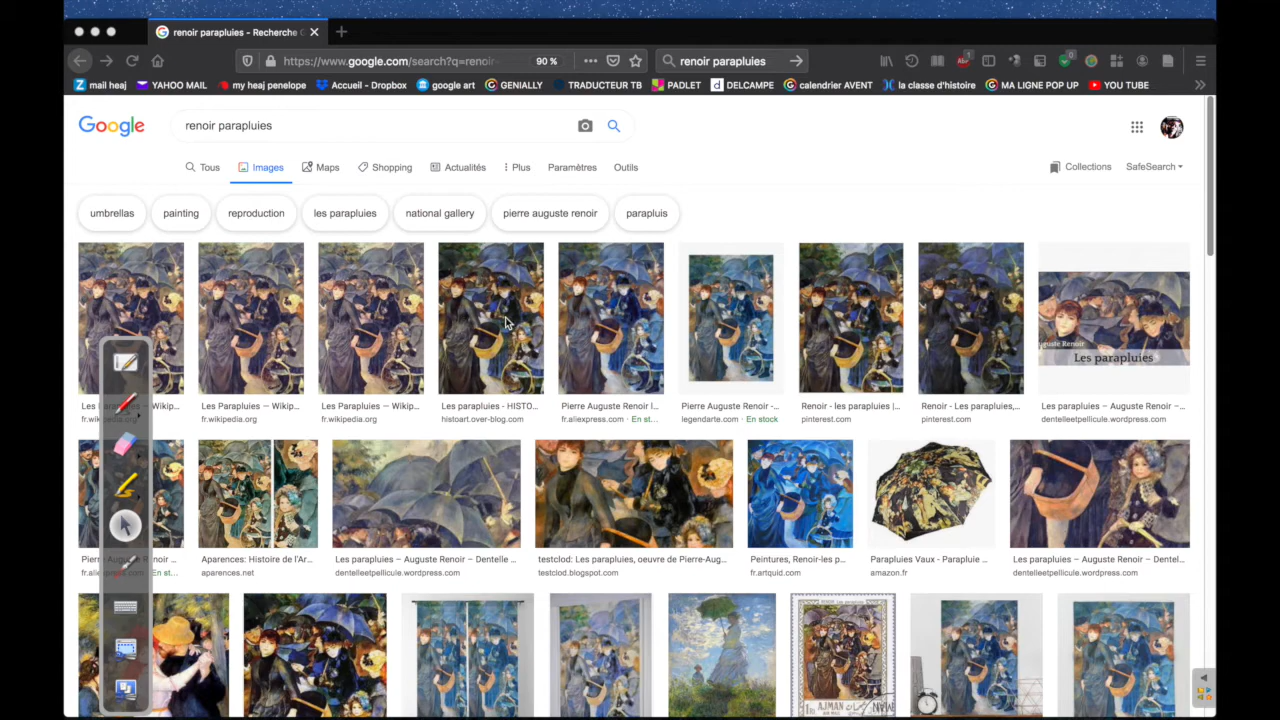 renoir parapluies - Recherche G
https://www.google.com/search?q=renoir-
90 %
renoir parapluies
mail heaj
YAHOO MAIL
my heaj penelope
Accueil - Dropbox
google art
GENIALLY
TRADUCTEUR TB
PADLET
DELCAMPE
calendrier AVENT
la classe d'histoire
MA LIGNE POP UP
YOU TUBE
Google
renoir parapluies
Tous
Images
Maps
Shopping
Actualités
Plus
Paramètres
Outils
Collections
SafeSearch
umbrellas
painting
reproduction
les parapluies
national gallery
pierre auguste renoir
parapluis
uguste Renoir
Les parapluies
Les Parapluies — Wikip...
Les Parapluies — Wikip...
Les parapluies - HISTO...
Pierre Auguste Renoir l...
Pierre Auguste Renoir -...
Renoir - les parapluies |...
Renoir - Les parapluies,...
Les parapluies – Auguste Renoir – ...
fr.wikipedia.org
fr.wikipedia.org
histoart.over-blog.com
fr.aliexpress.com · En st...
legendarte.com · En stock
pinterest.com
pinterest.com
dentelleetpellicule.wordpress.com
Aparences: Histoire de l'Ar...
Les parapluies – Auguste Renoir – Dentelle ...
testclod: Les parapluies, oeuvre de Pierre-Aug...
Peintures, Renoir-les p...
Parapluies Vaux - Parapluie ...
Les parapluies – Auguste Renoir – Dentel...
aparences.net
dentelleetpellicule.wordpress.com
testclod.blogspot.com
fr.artquid.com
amazon.fr
dentelleetpellicule.wordpress.com
AJMAN